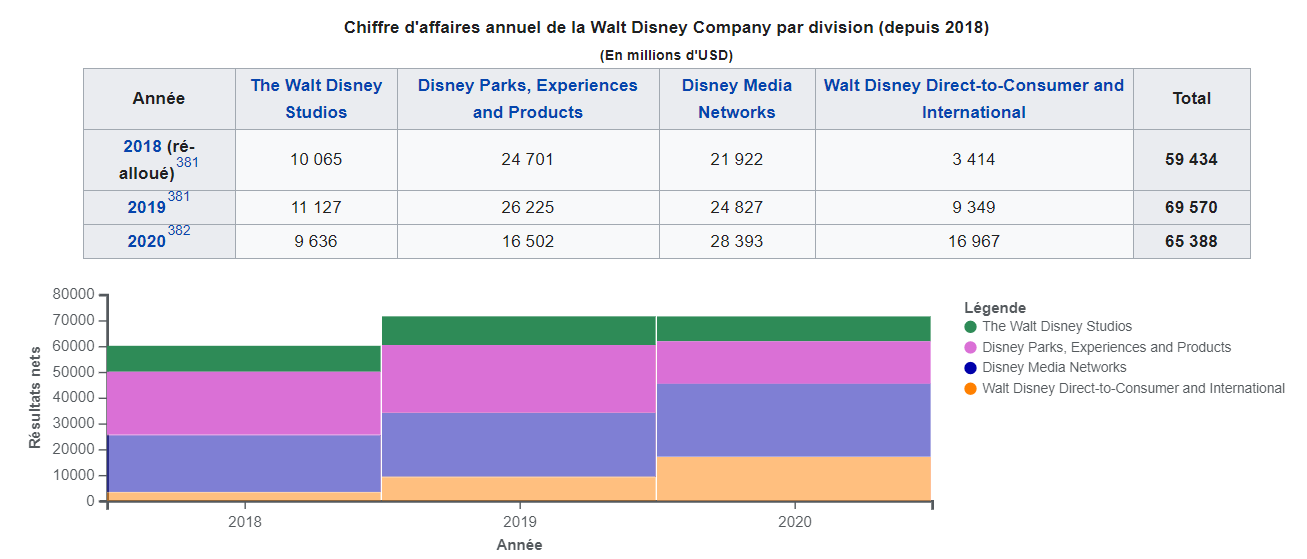 Chiffre d'affaires annuel de la Walt Disney Company par division (depuis 2018)
(En millions d'USD)
Année The Walt Disney Studios Disney Parks, Experiences and Products Disney Media Networks Walt Disney Direct-to-Consumer and International Total
2018 (ré-alloué)381 10 065 24 701 21 922 3 414 59 434
2019381 11 127 26 225 24 827 9 349 69 570
2020382 9 636 16 502 28 393 16 967 65 388
80000
70000
60000
50000
40000
30000
20000
10000
0
Résultats nets
2018 2019 2020
Année
Légende
The Walt Disney Studios
Disney Parks, Experiences and Products
Disney Media Networks
Walt Disney Direct-to-Consumer and International